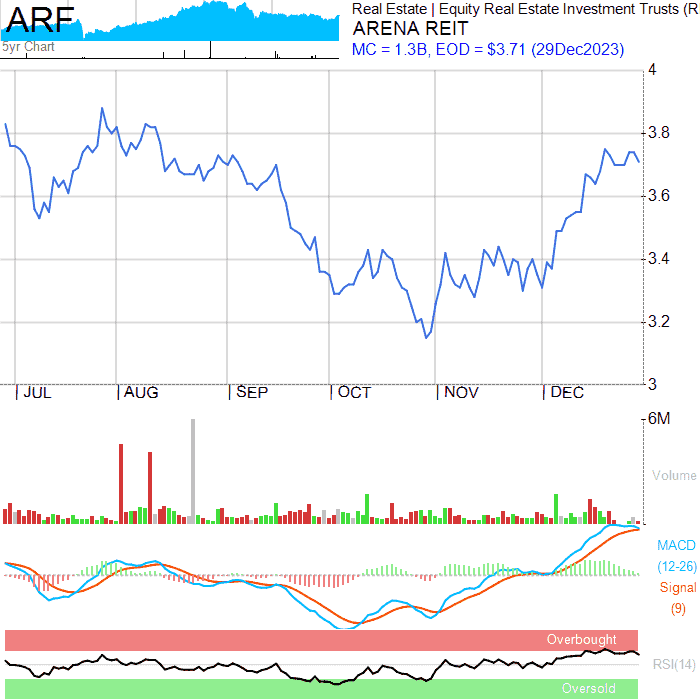 ARF
5yr Chart
Real Estate | Equity Real Estate Investment Trusts (R
ARENA REIT
MC = 1.3B, EOD = $3.71 (29Dec2023)
4
3.8
3.6
3.4
3.2
3
JUL AUG SEP OCT NOV DEC
6M
Volume
MACD
(12-26)
Signal
(9)
Overbought
RSI(14)
Oversold